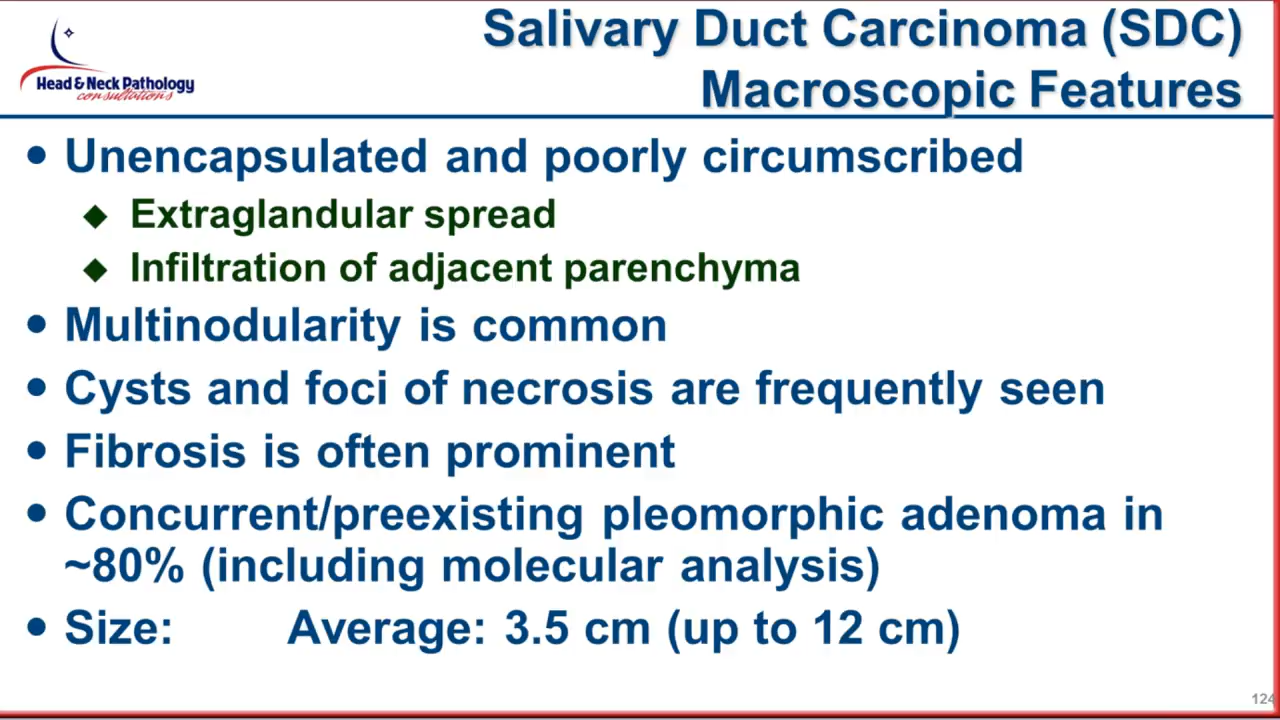 Salivary Duct Carcinoma (SDC)
Macroscopic Features
Head & Neck Pathology
consultations
• Unencapsulated and poorly circumscribed
◆ Extraglandular spread
◆ Infiltration of adjacent parenchyma
• Multinodularity is common
• Cysts and foci of necrosis are frequently seen
• Fibrosis is often prominent
• Concurrent/preexisting pleomorphic adenoma in
~80% (including molecular analysis)
• Size: Average: 3.5 cm (up to 12 cm)
124